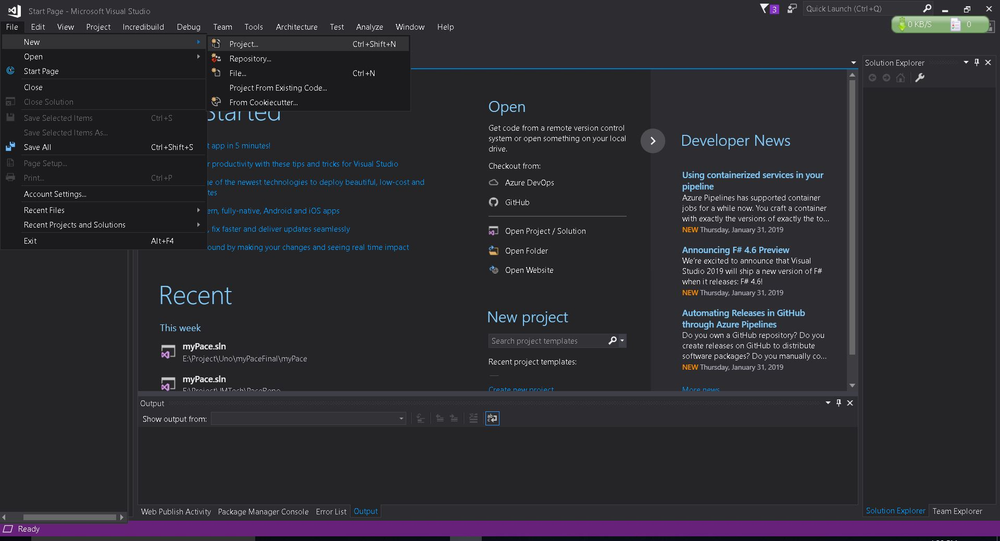 Start Page - Microsoft Visual Studio
3
Quick Launch (Ctrl+Q)
File Edit View Project Incredibuild Debug Team Tools Architecture Test Analyze Window Help
0 KB/S 0
New
Open
Start Page
Close
Close Solution
Save Selected Items Ctrl+S
Save Selected Items As...
Save All Ctrl+Shift+S
Page Setup...
Print... Ctrl+P
Account Settings...
Recent Files
Recent Projects and Solutions
Exit Alt+F4
Project... Ctrl+Shift+N
Repository...
File... Ctrl+N
Project From Existing Code...
From Cookiecutter...
Started
app in 5 minutes!
productivity with these tips and tricks for Visual Studio
of the newest technologies to deploy beautiful, low-cost and
fully-native, Android and iOS apps
fix faster and deliver updates seamlessly
by making your changes and seeing real time impact
Recent
This week
myPace.sln
E:\Project\Uno\myPaceFinal\myPace
myPace.sln
E:\Project\JMTech\PaceRepo
Open
Get code from a remote version control
system or open something on your local
drive.
Checkout from:
Azure DevOps
GitHub
Open Project / Solution
Open Folder
Open Website
New project
Search project templates
Recent project templates:
Create new project
Developer News
Using containerized services in your
pipeline
Azure Pipelines has supported container
jobs for a while now. You craft a container
with exactly the versions of exactly the to...
NEW Thursday, January 31, 2019
Announcing F# 4.6 Preview
We're excited to announce that Visual
Studio 2019 will ship a new version of F#
when it releases: F# 4.6!
NEW Thursday, January 31, 2019
Automating Releases in GitHub
through Azure Pipelines
Do you own a GitHub repository? Do you
create releases on GitHub to distribute
software packages? Do you manually co...
NEW Thursday, January 31, 2019
More news
Solution Explorer
Output
Show output from:
Web Publish Activity Package Manager Console Error List Output
Solution Explorer Team Explorer
Ready